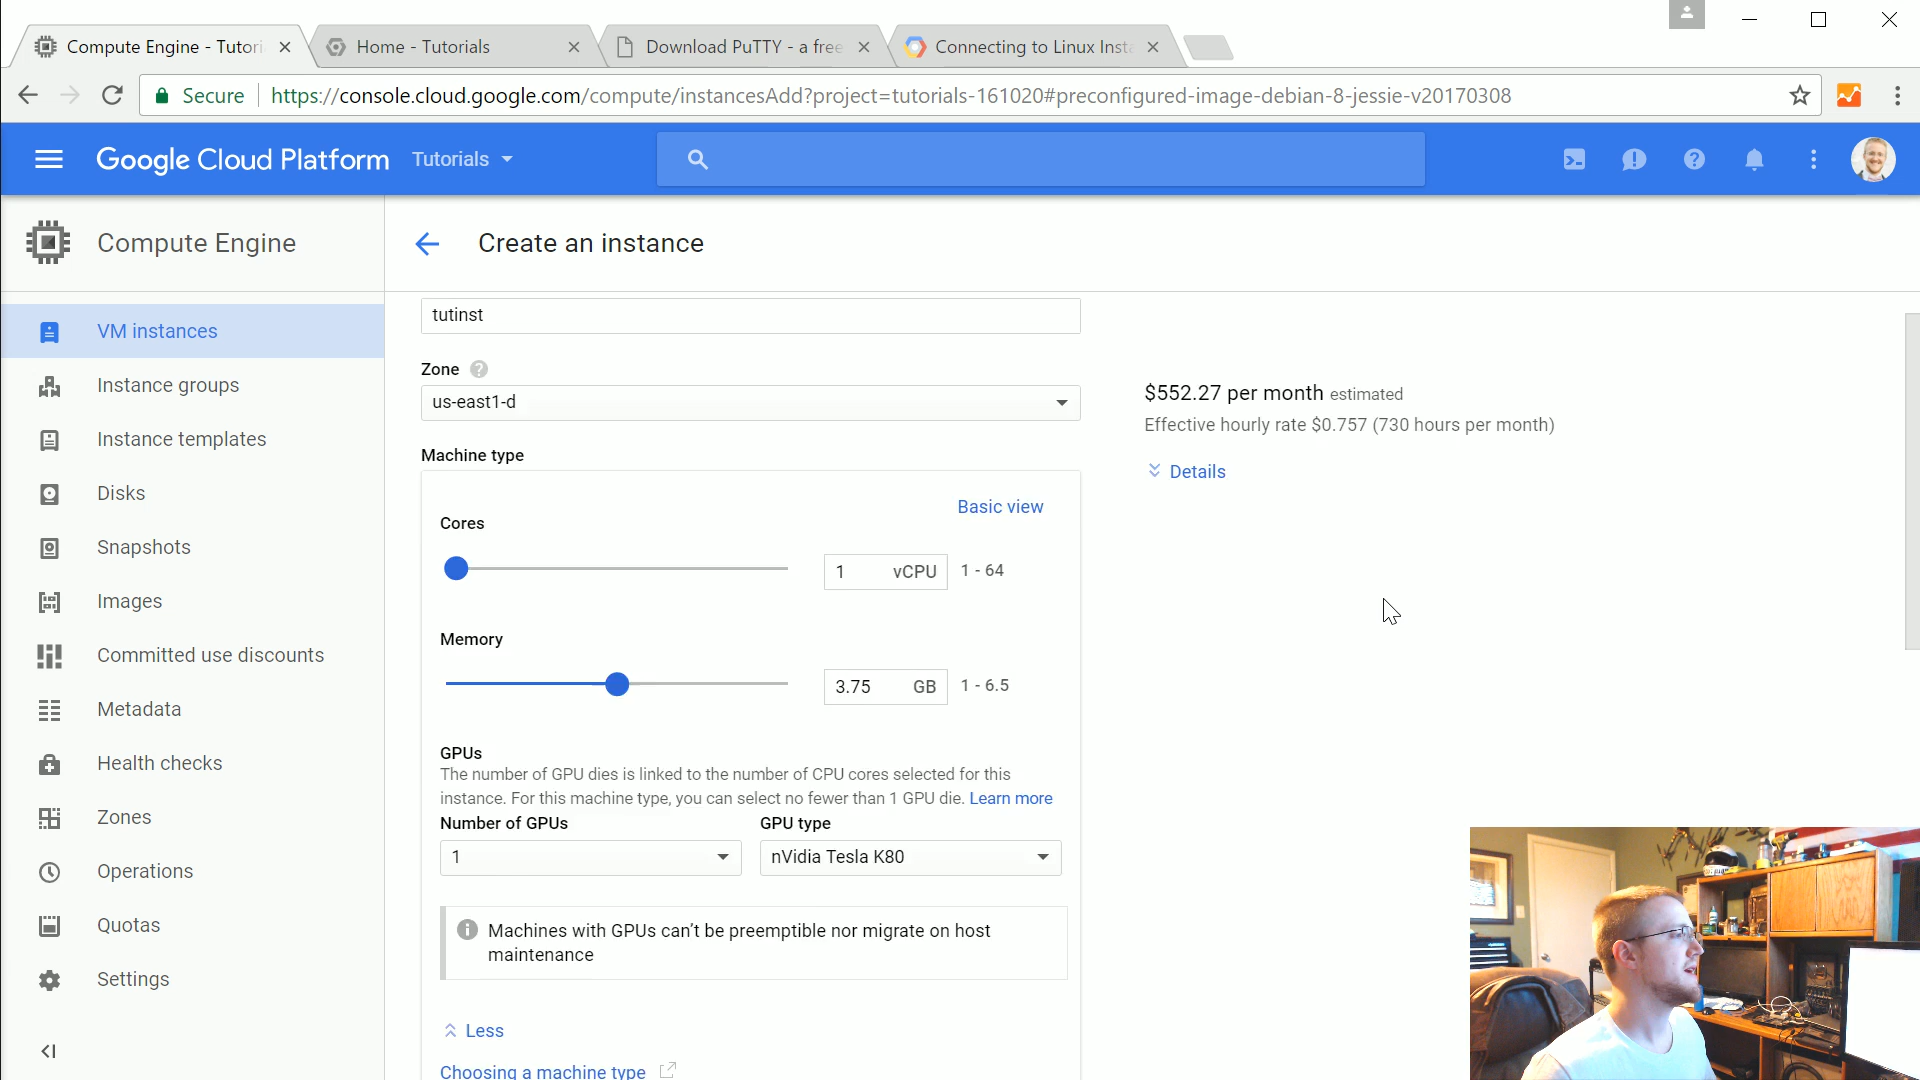 Compute Engine - Tutori
Home - Tutorials
Download PuTTY - a free
Connecting to Linux Insta
Secure
https://console.cloud.google.com/compute/instancesAdd?project=tutorials-161020#preconfigured-image-debian-8-jessie-v20170308
Google Cloud Platform
Tutorials
Compute Engine
Create an instance
VM instances
Instance groups
Instance templates
Disks
Snapshots
Images
Committed use discounts
Metadata
Health checks
Zones
Operations
Quotas
Settings
tutinst
Zone
us-east1-d
Machine type
Basic view
Cores
1 vCPU 1 - 64
Memory
3.75 GB 1 - 6.5
GPUs
The number of GPU dies is linked to the number of CPU cores selected for this
instance. For this machine type, you can select no fewer than 1 GPU die. Learn more
Number of GPUs
GPU type
1
nVidia Tesla K80
Machines with GPUs can't be preemptible nor migrate on host
maintenance
Less
Choosing a machine type
$552.27 per month estimated
Effective hourly rate $0.757 (730 hours per month)
Details